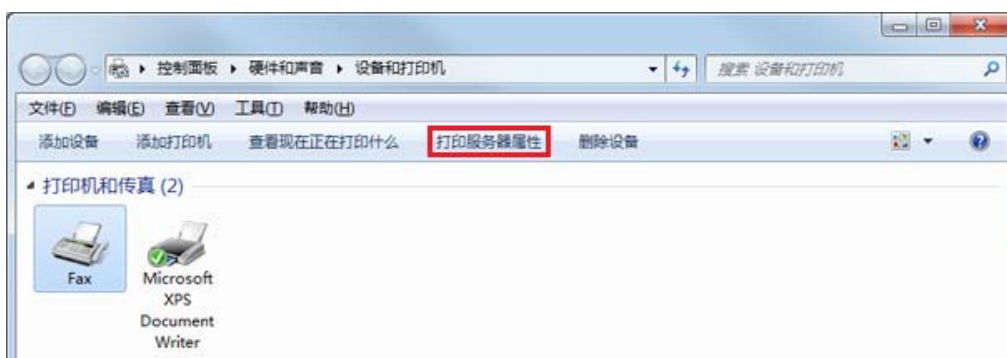 控制面板 ▸ 硬件和声音 ▸ 设备和打印机
搜索 设备和打印机
文件(F) 编辑(E) 查看(V) 工具(T) 帮助(H)
添加设备 添加打印机 查看现在正在打印什么 打印服务器属性 删除设备
打印机和传真 (2)
Fax
Microsoft
XPS
Document
Writer